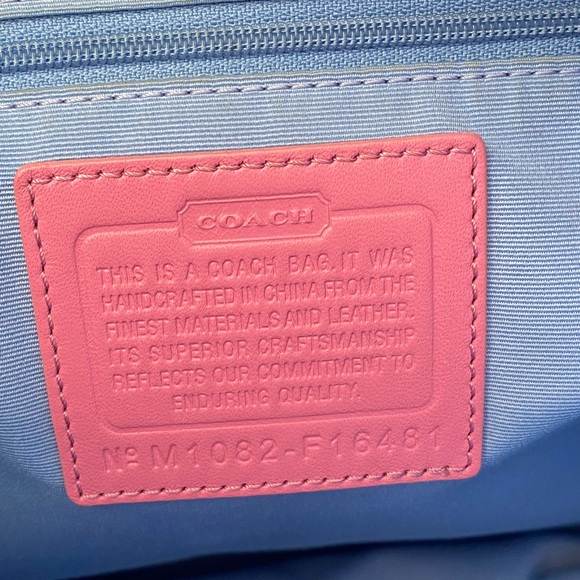 COACH
THIS IS A COACH BAG. IT WAS
HANDCRAFTED IN CHINA FROM THE
FINEST MATERIALS AND LEATHER.
ITS SUPERIOR CRAFTSMANSHIP
REFLECTS OUR COMMITMENT TO
ENDURING QUALITY.
Nº M1082-F16481